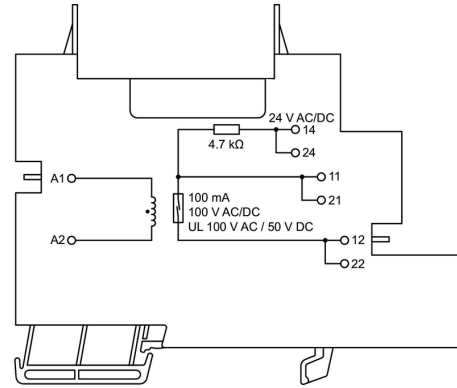 24 V AC/DC
14
4.7 kΩ
24
A1
11
100 mA
21
100 V AC/DC
UL 100 V AC / 50 V DC
A2
12
22